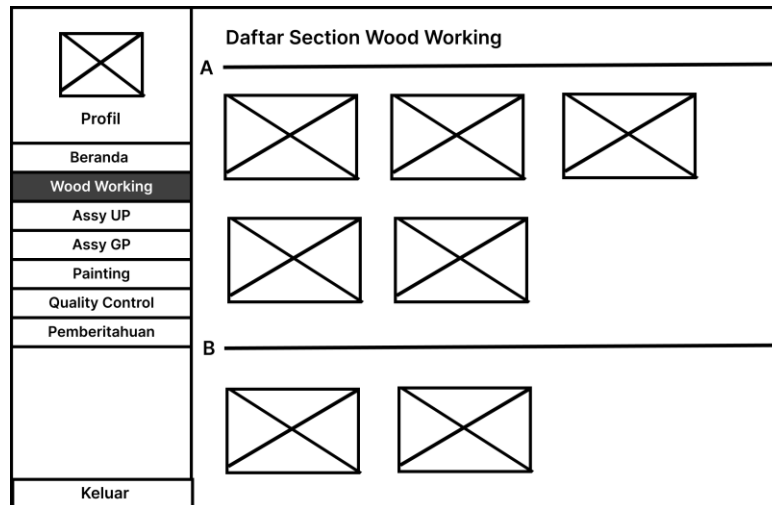 Profil
Beranda
Wood Working
Assy UP
Assy GP
Painting
Quality Control
Pemberitahuan
Keluar
Daftar Section Wood Working
A
B